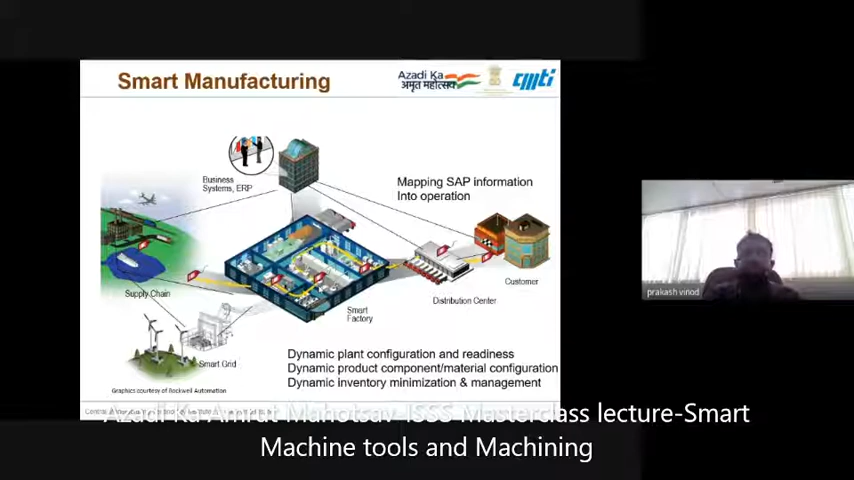 Smart Manufacturing
Azadi Ka
अमृत महोत्सव
cmti
Business
Systems, ERP
Mapping SAP information
Into operation
Supply Chain
Customer
Distribution Center
Smart
Factory
Smart Grid
prakash vinod
Dynamic plant configuration and readiness
Dynamic product component/material configuration
Dynamic inventory minimization & management
Graphics courtesy of Rockwell Automation
Azadi Ka Amrut Mahotsav-ISSS Masterclass lecture-Smart
Machine tools and Machining